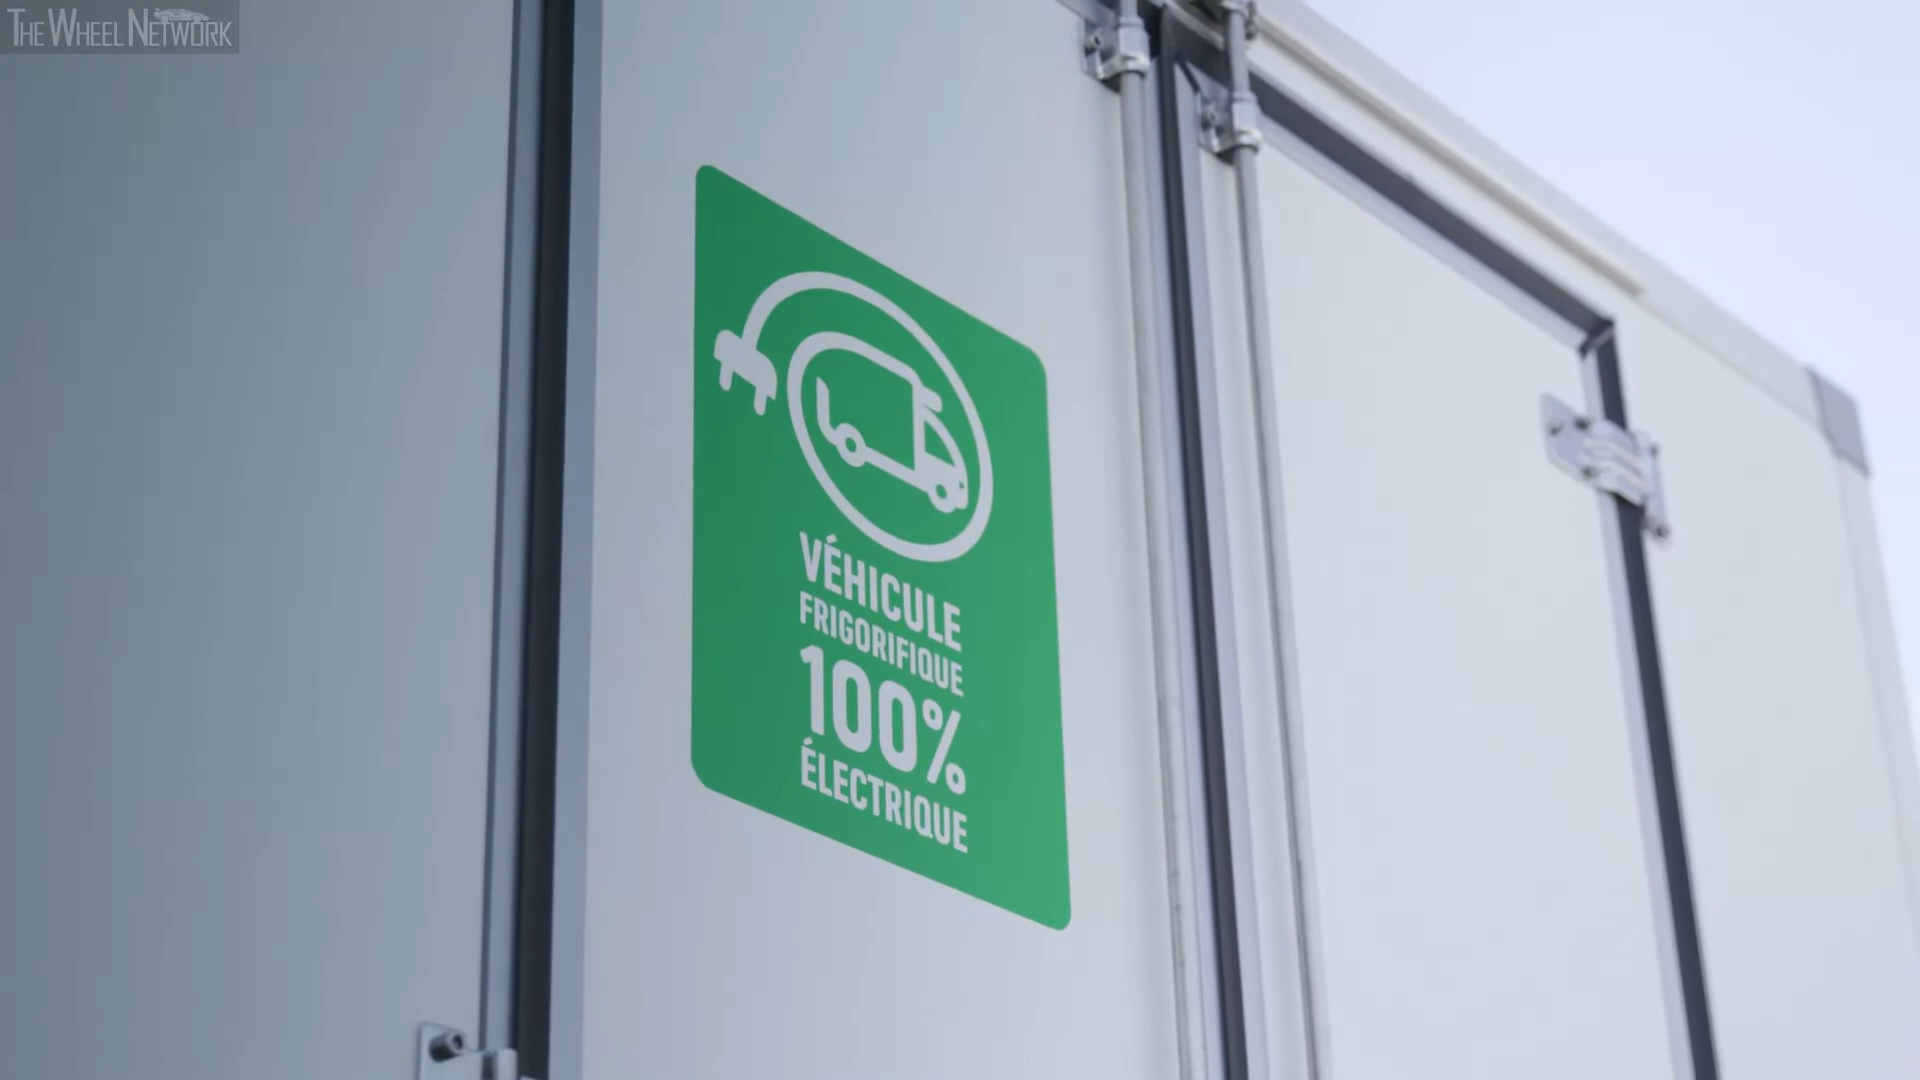 THE WHEEL NETWORK
VÉHICULE
FRIGORIFIQUE
100%
ÉLECTRIQUE